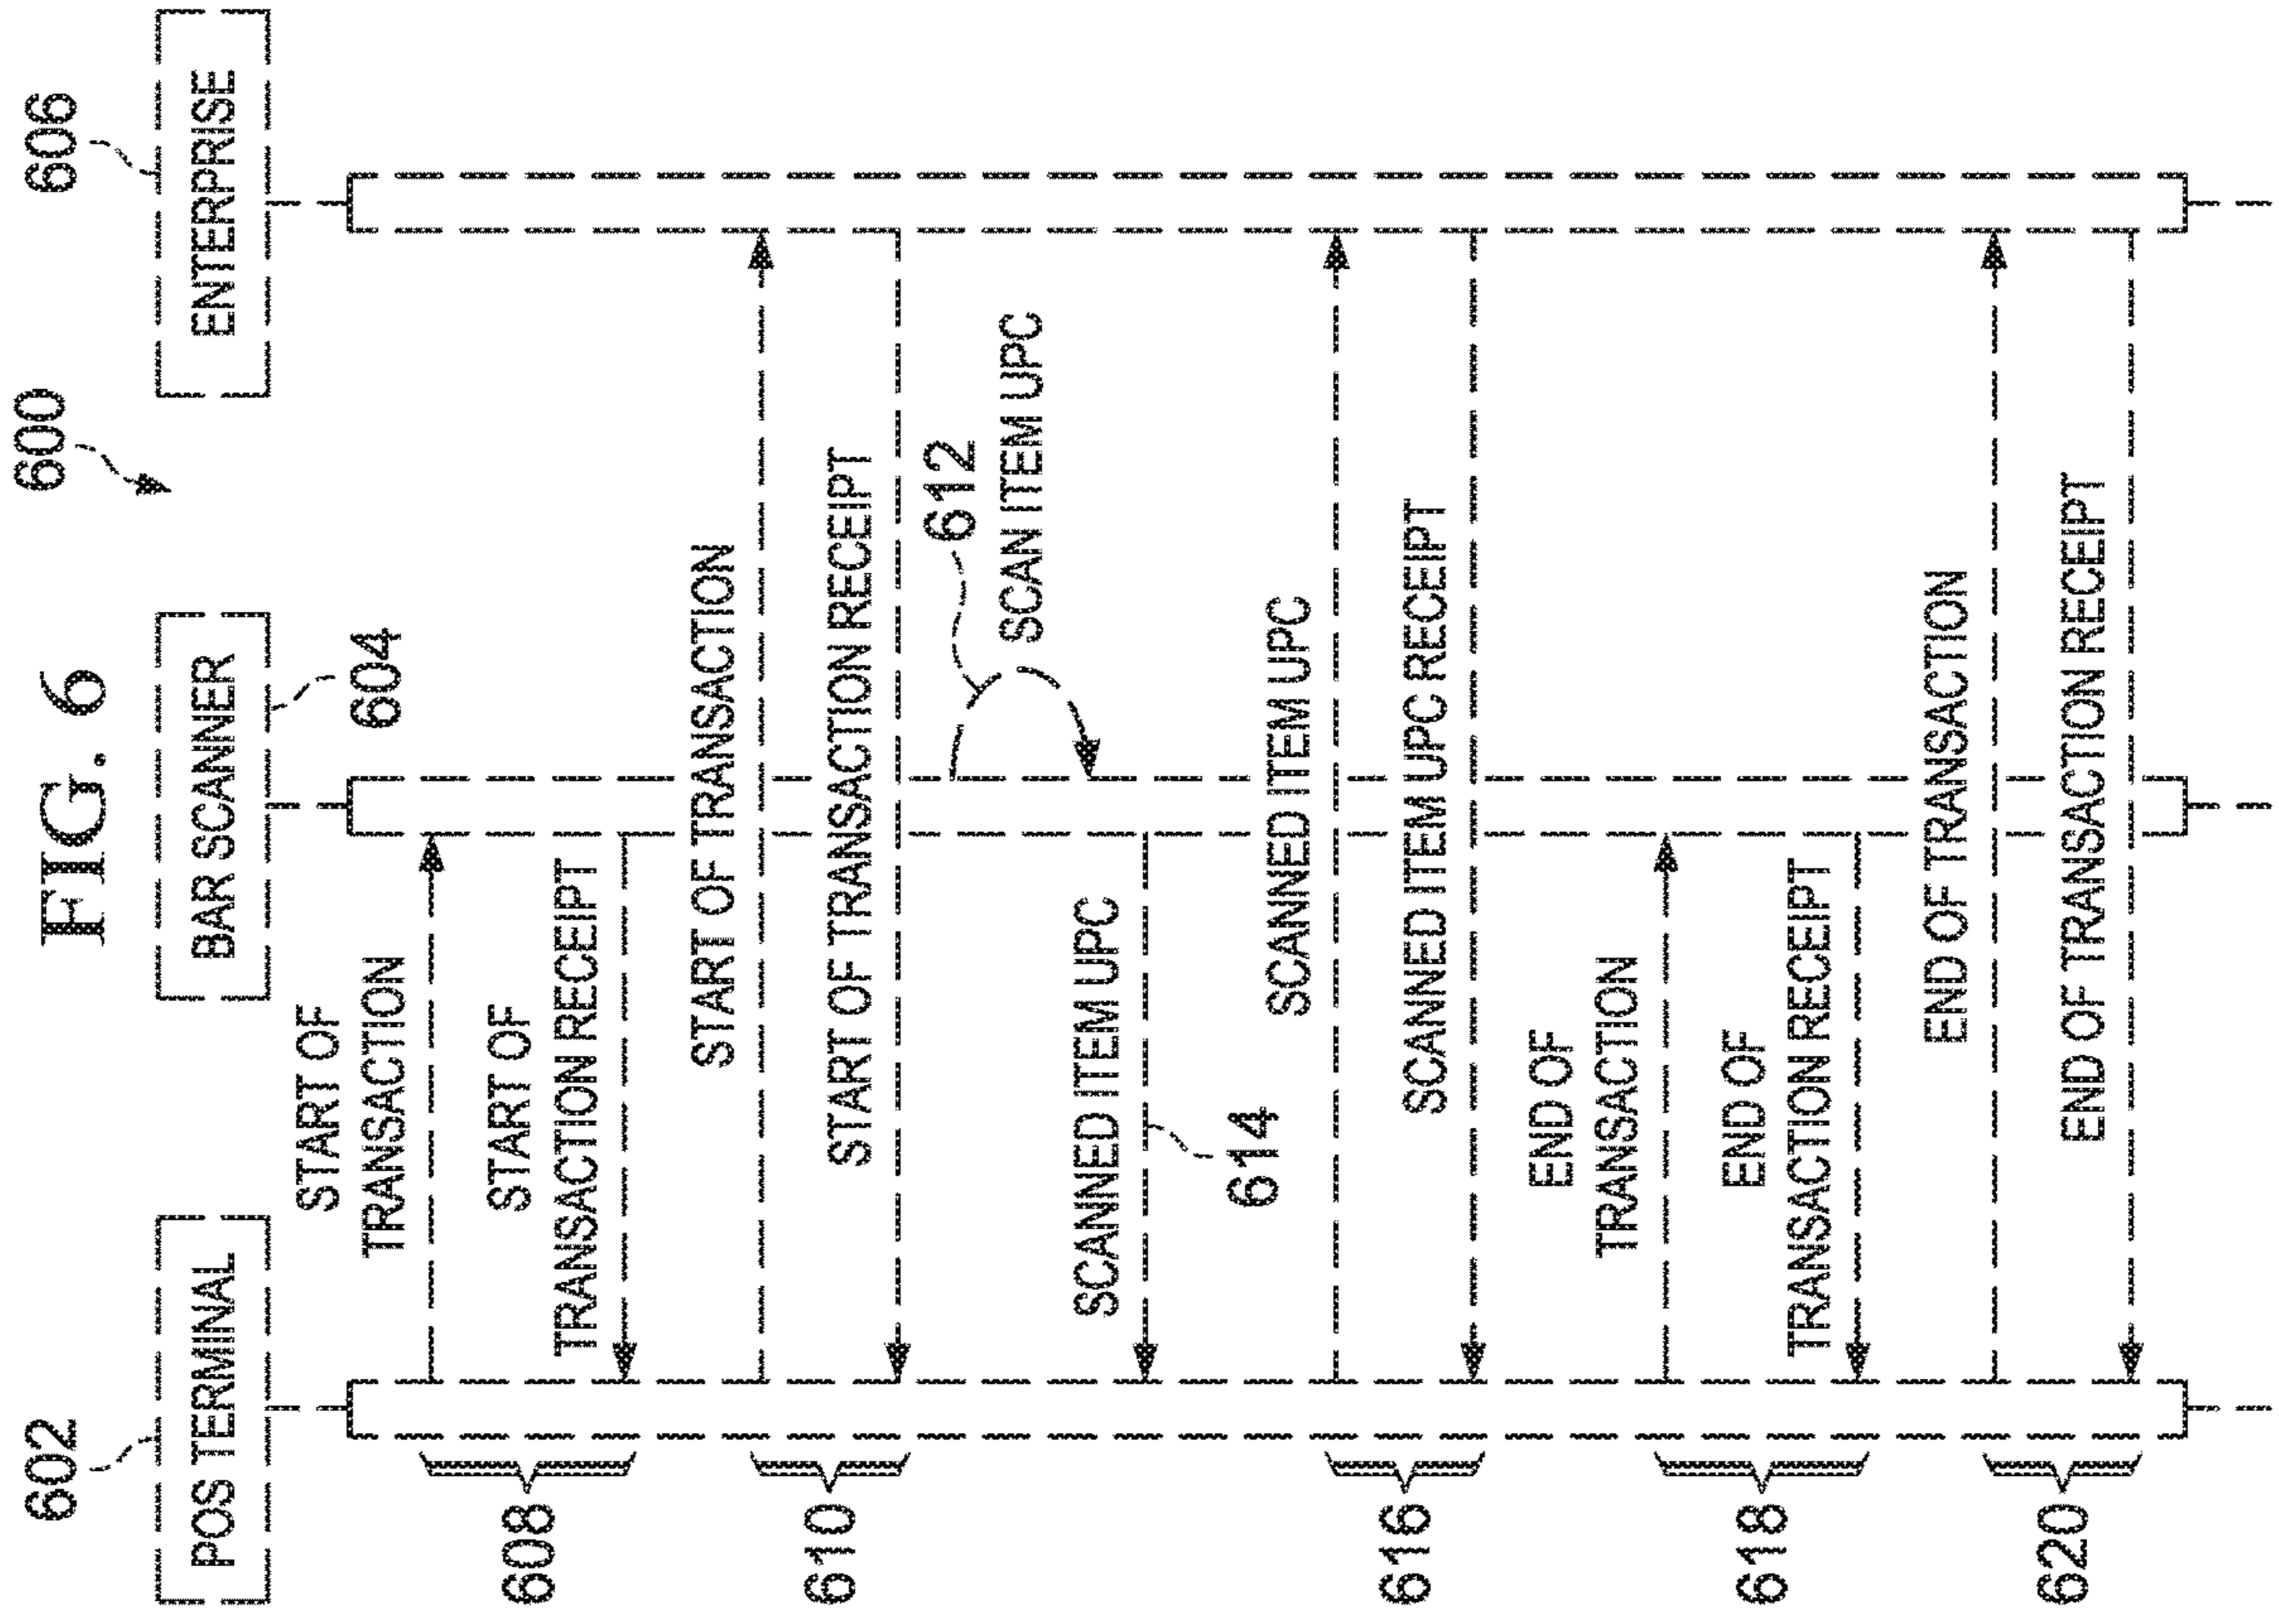 FIG. 6
600
602
POS TERMINAL
BAR SCANNER
604
606
ENTERPRISE
START OF
TRANSACTION
START OF
TRANSACTION RECEIPT
608
START OF TRANSACTION
START OF TRANSACTION RECEIPT
610
612
SCAN ITEM UPC
SCANNED ITEM UPC
614
SCANNED ITEM UPC
SCANNED ITEM UPC RECEIPT
616
END OF
TRANSACTION
END OF
TRANSACTION RECEIPT
618
END OF TRANSACTION
END OF TRANSACTION RECEIPT
620